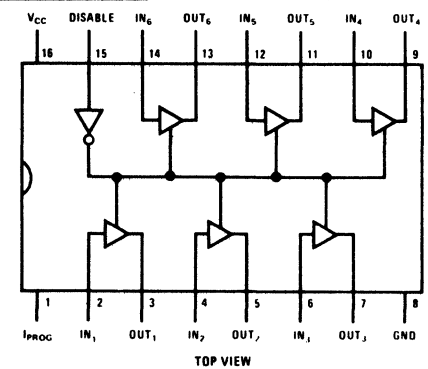 VCC DISABLE IN6 OUT6 IN5 OUT5 IN4 OUT4
16 15 14 13 12 11 10 9
1 2 3 4 5 6 7 8
IPROG IN1 OUT1 IN2 OUT2 IN3 OUT3 GND
TOP VIEW